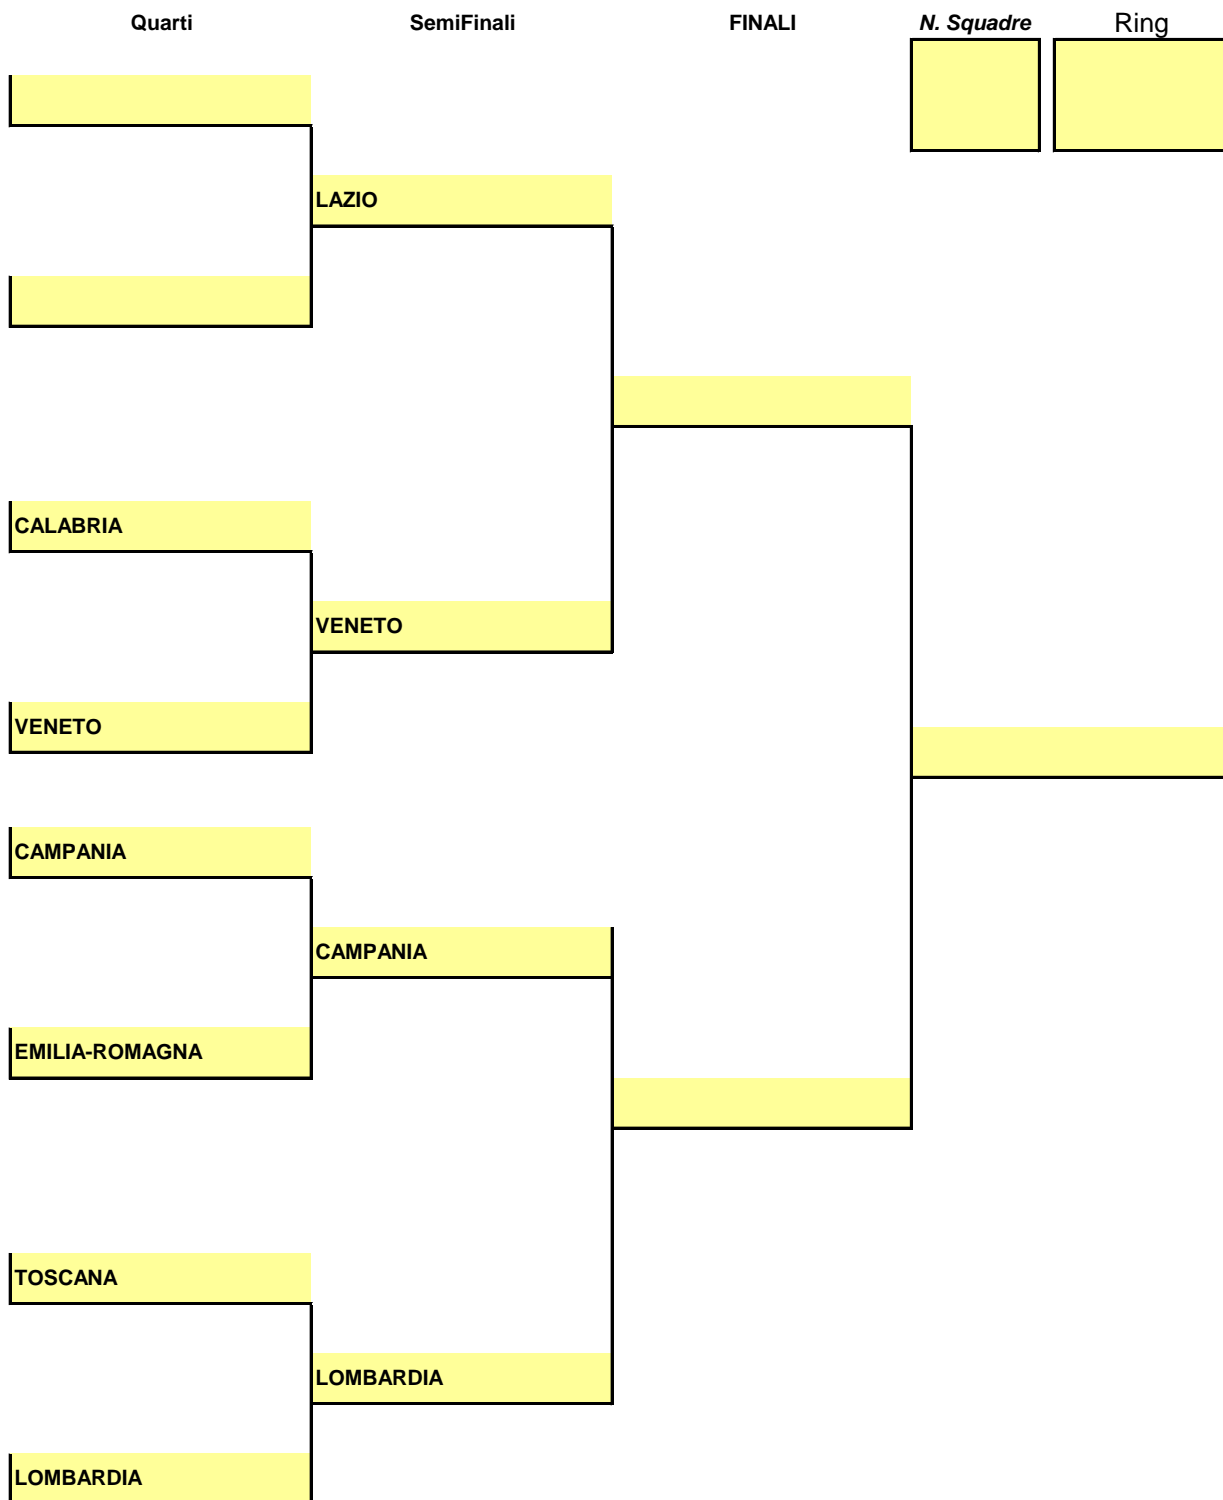 Quarti SemiFinali FINALI N. Squadre Ring
LAZIO
CALABRIA
VENETO
VENETO
CAMPANIA
CAMPANIA
EMILIA-ROMAGNA
TOSCANA
LOMBARDIA
LOMBARDIA